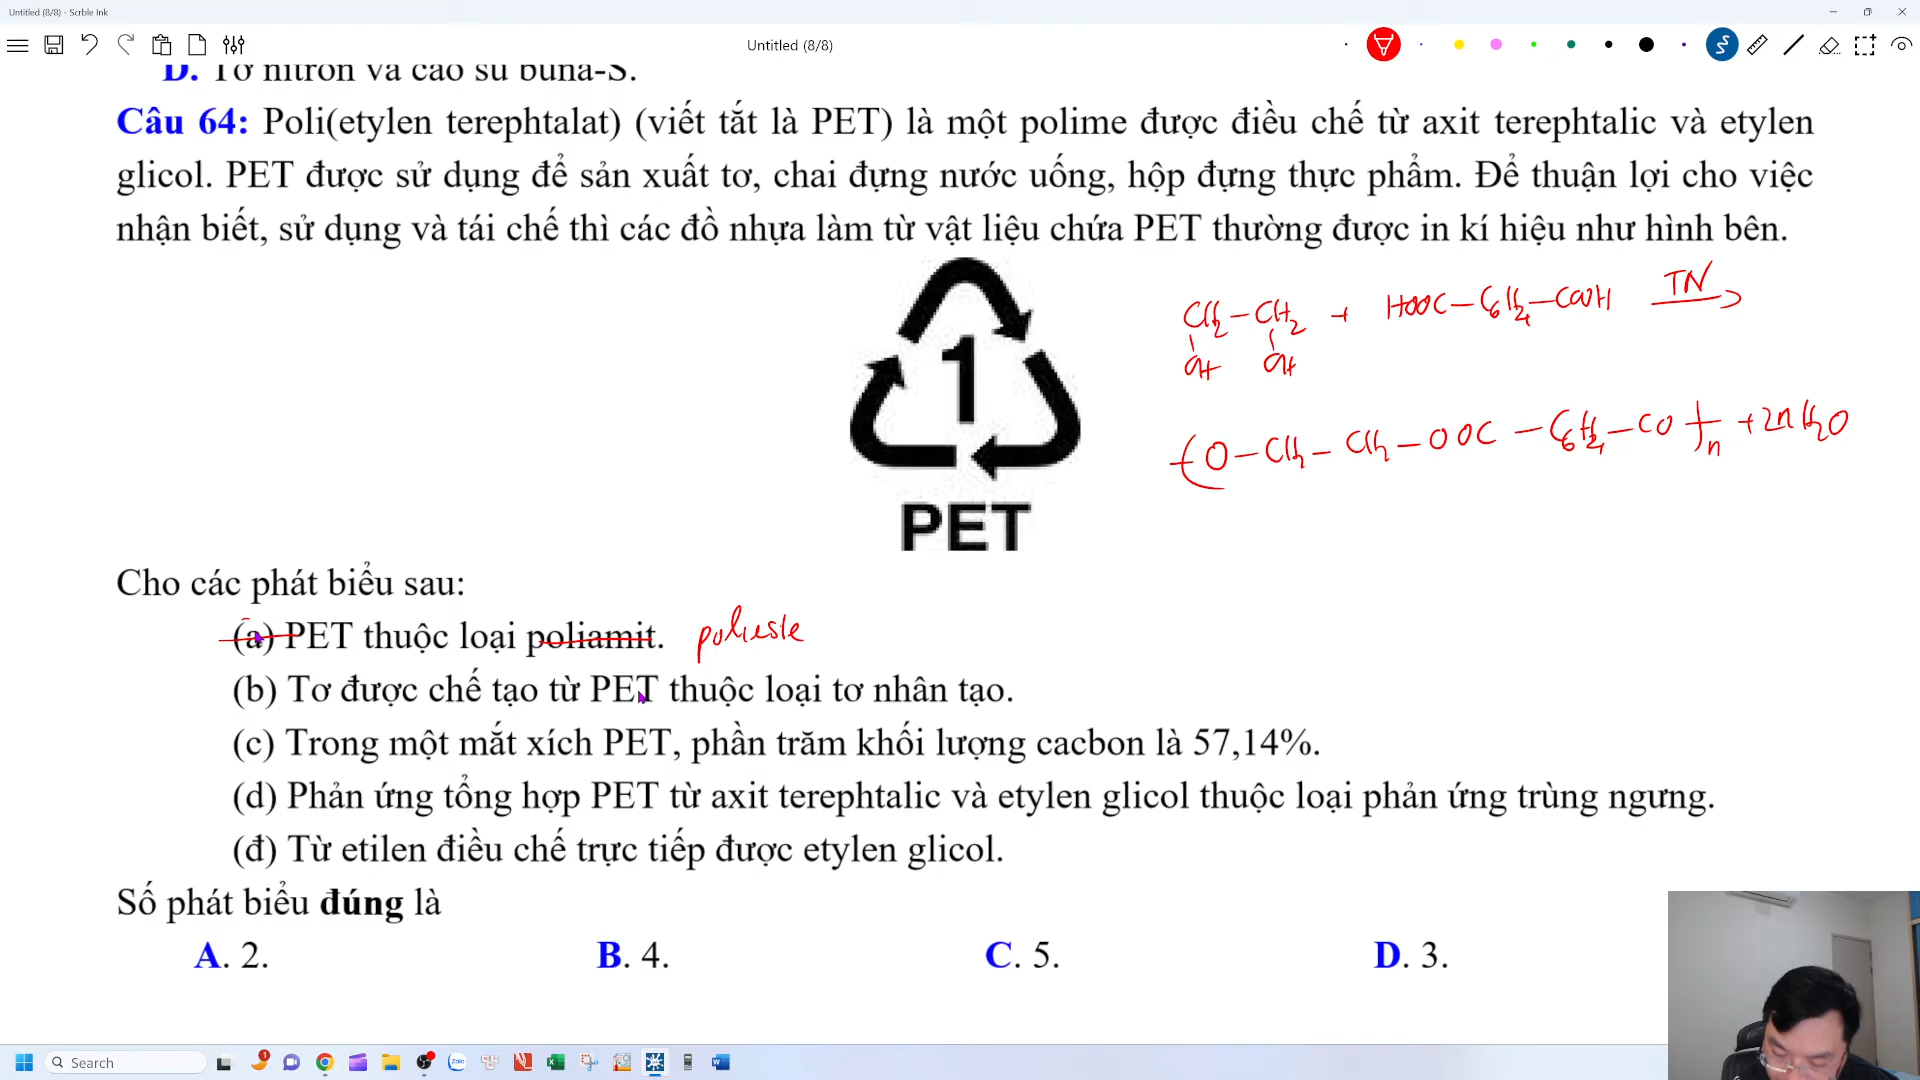 Untitled (8/8) - Scrble Ink
Untitled (8/8)
D. Tơ nitron và cao su buna-S.
Câu 64: Poli(etylen terephtalat) (viết tắt là PET) là một polime được điều chế từ axit terephtalic và etylen
glicol. PET được sử dụng để sản xuất tơ, chai đựng nước uống, hộp đựng thực phẩm. Để thuận lợi cho việc
nhận biết, sử dụng và tái chế thì các đồ nhựa làm từ vật liệu chứa PET thường được in kí hiệu như hình bên.
1
PET
CH2-CH2 + HOOC-C6H4-COOH TN
OH OH
(O-CH2-CH2-OOC-C6H4-CO)n + 2nH2O
Cho các phát biểu sau:
(a) PET thuộc loại poliamit. polieste
(b) Tơ được chế tạo từ PET thuộc loại tơ nhân tạo.
(c) Trong một mắt xích PET, phần trăm khối lượng cacbon là 57,14%.
(d) Phản ứng tổng hợp PET từ axit terephtalic và etylen glicol thuộc loại phản ứng trùng ngưng.
(đ) Từ etilen điều chế trực tiếp được etylen glicol.
Số phát biểu đúng là
A. 2. B. 4. C. 5. D. 3.
Search
1
Zalo